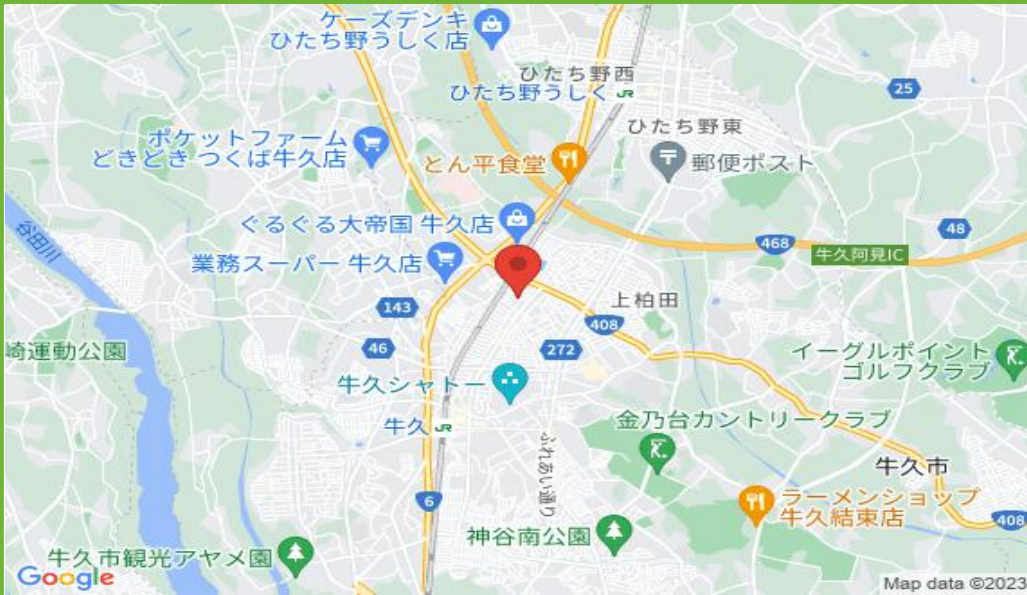 ケーズデンキ
ひたち野うしく店
ひたち野西
ひたち野うしく
JR
25
ひたち野東
ポケットファーム
どきどき つくば牛久店
とん平食堂
郵便ポスト
ぐるぐる大帝国 牛久店
48
谷田川
468
牛久阿見IC
業務スーパー 牛久店
143
上柏田
408
崎運動公園
46
272
イーグルポイント
ゴルフクラブ
牛久シャトー
金乃台カントリークラブ
牛久
JR
ふれあい通り
牛久市
6
ラーメンショップ
牛久結束店
408
神谷南公園
牛久市観光アヤメ園
Google
Map data ©2023